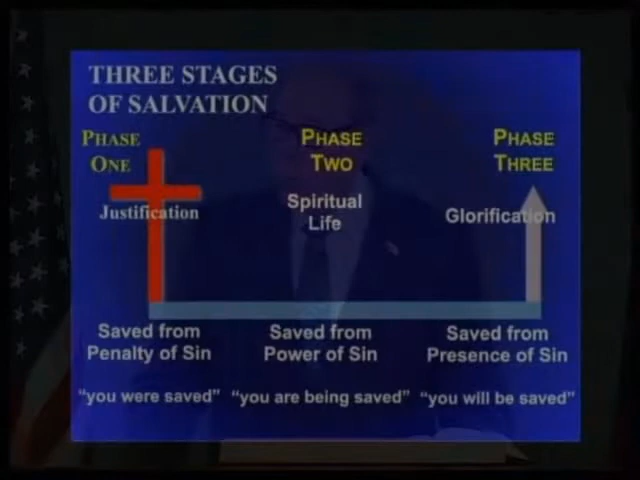 THREE STAGES
OF SALVATION
PHASE
ONE
PHASE
TWO
PHASE
THREE
Justification
Spiritual
Life
Glorification
Saved from
Penalty of Sin
Saved from
Power of Sin
Saved from
Presence of Sin
"you were saved"
"you are being saved"
"you will be saved"